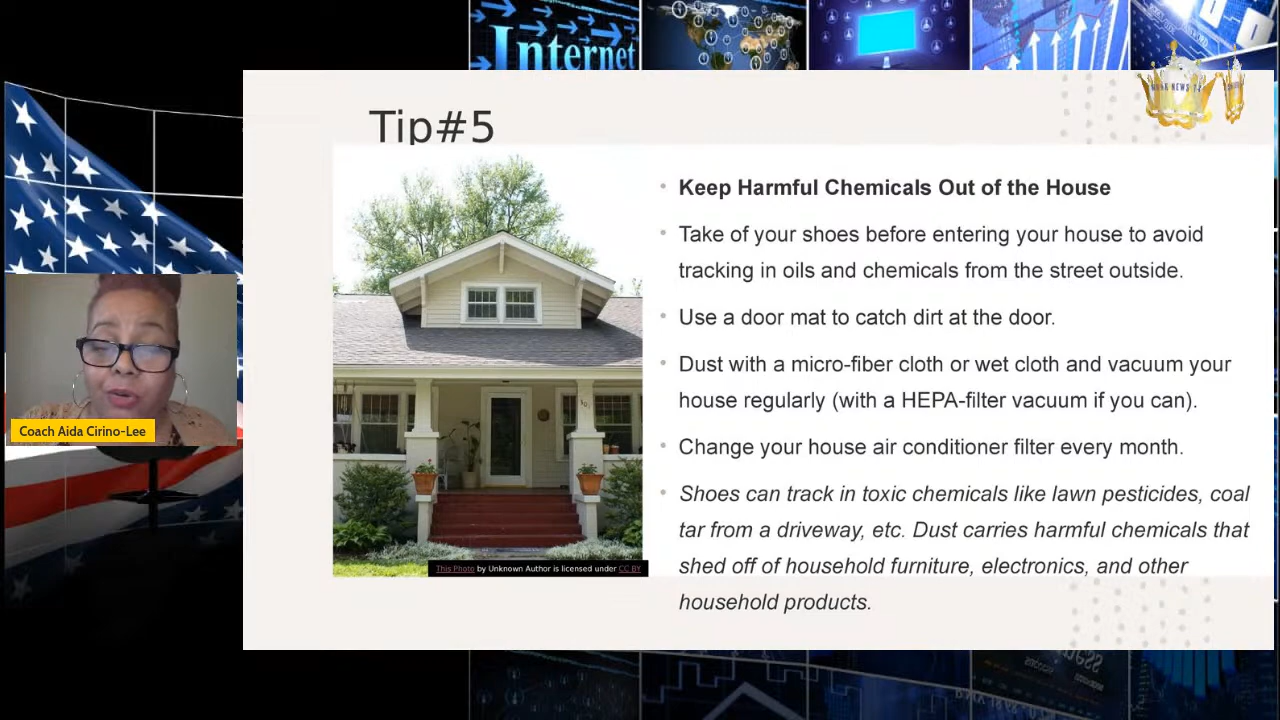 Internet
Tip#5
Keep Harmful Chemicals Out of the House
Take of your shoes before entering your house to avoid
tracking in oils and chemicals from the street outside.
Use a door mat to catch dirt at the door.
Dust with a micro-fiber cloth or wet cloth and vacuum your
house regularly (with a HEPA-filter vacuum if you can).
Change your house air conditioner filter every month.
Shoes can track in toxic chemicals like lawn pesticides, coal
tar from a driveway, etc. Dust carries harmful chemicals that
shed off of household furniture, electronics, and other
household products.
This Photo by Unknown Author is licensed under CC BY
Coach Aida Cirino-Lee